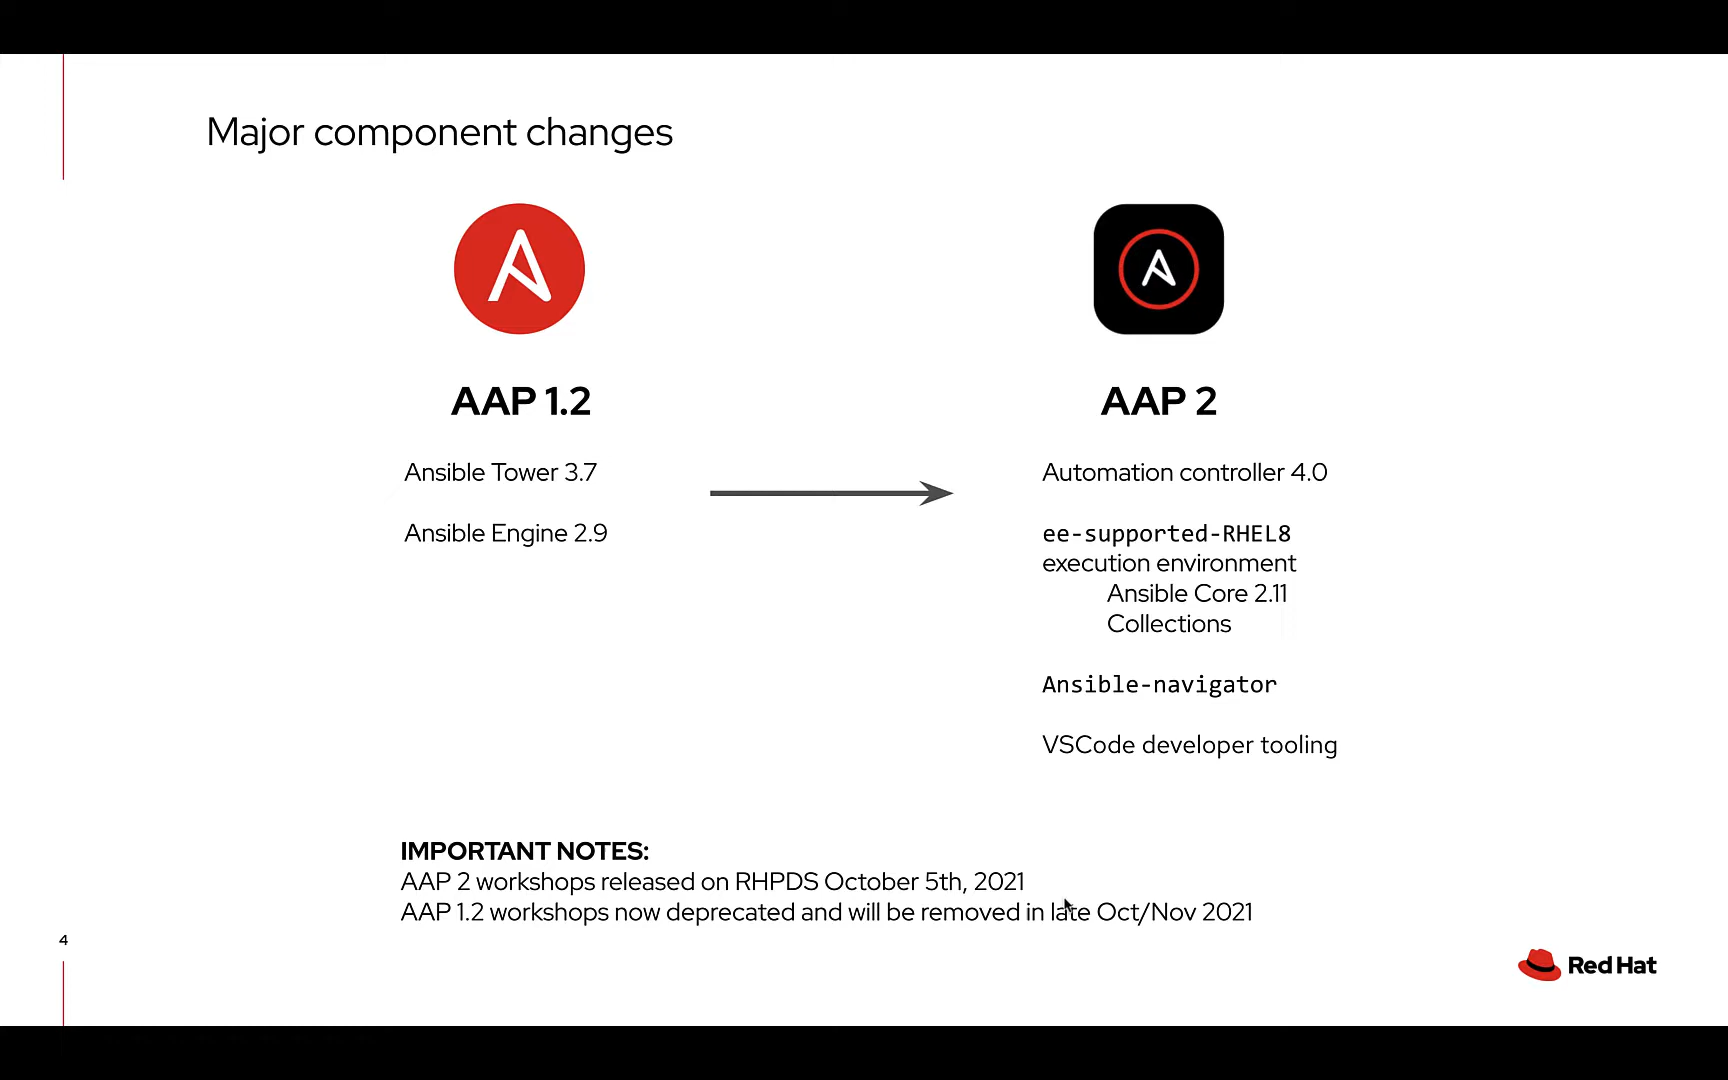 Major component changes
AAP 1.2
Ansible Tower 3.7
Ansible Engine 2.9
AAP 2
Automation controller 4.0
ee-supported-RHEL8
execution environment
Ansible Core 2.11
Collections
Ansible-navigator
VSCode developer tooling
IMPORTANT NOTES:
AAP 2 workshops released on RHPDS October 5th, 2021
AAP 1.2 workshops now deprecated and will be removed in late Oct/Nov 2021
4
Red Hat